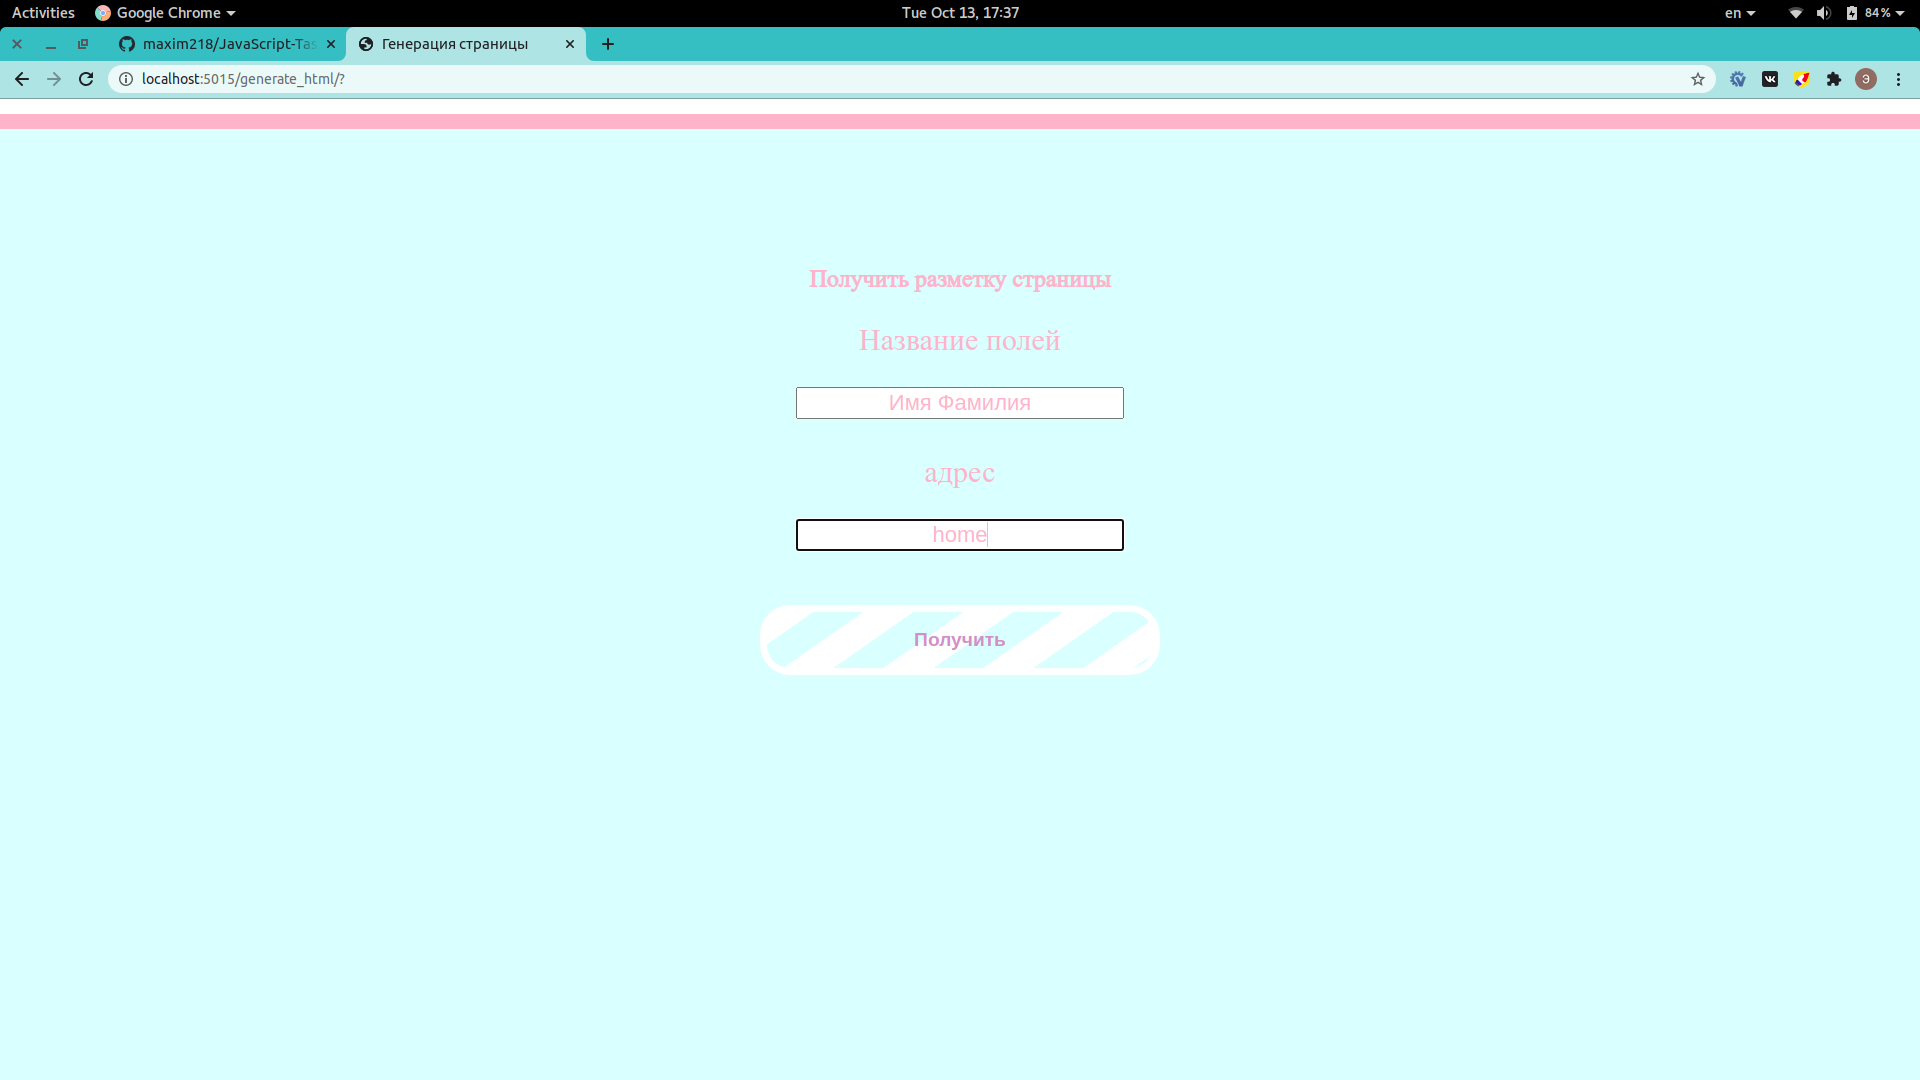 Activities Google Chrome Tue Oct 13, 17:37 en 84%
maxim218/JavaScript-Tas Генерация страницы
localhost:5015/generate_html/? Э
Получить разметку страницы
Название полей
Имя Фамилия
адрес
home
Получить